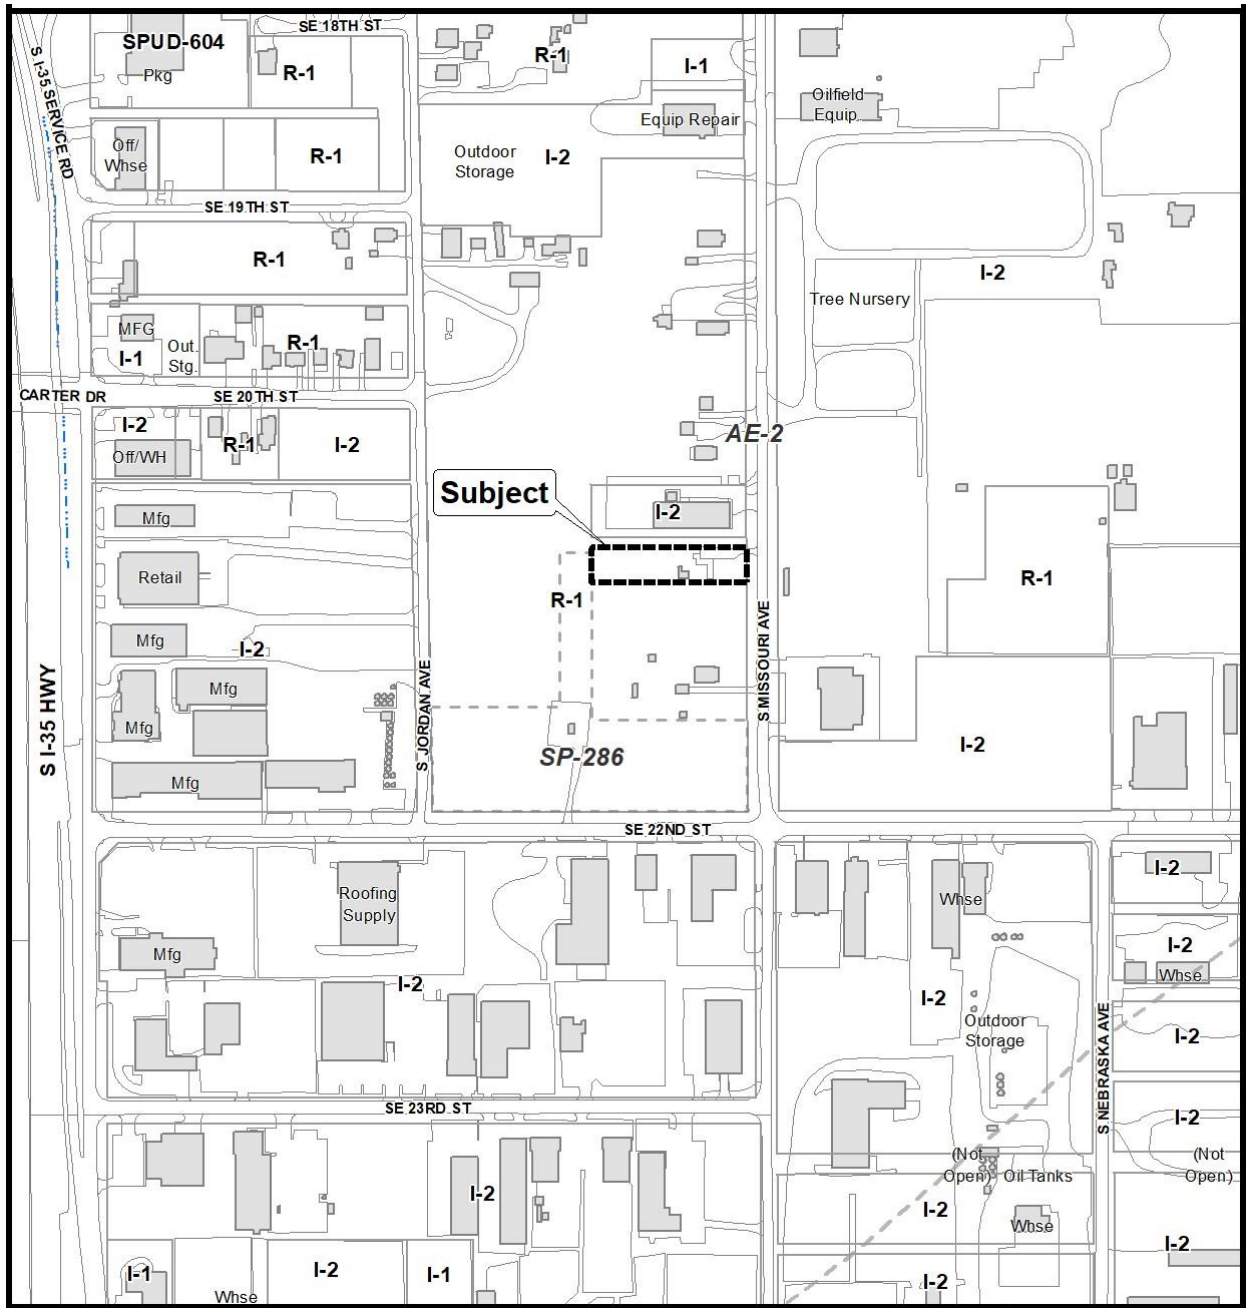 SE 18TH ST
SPUD-604
Pkg
R-1
R-1
I-1
S I-35 SERVICE RD
Oilfield
Equip.
Equip Repair
Off/
Whse
R-1
Outdoor
Storage
I-2
SE 19TH ST
R-1
I-2
Tree Nursery
MFG
I-1
Out.
Stg.
R-1
CARTER DR
SE 20TH ST
I-2
R-1
I-2
Off/WH
AE-2
Subject
Mfg
I-2
Retail
R-1
R-1
Mfg
I-2
S JORDAN AVE
S MISSOURI AVE
S I-35 HWY
Mfg
Mfg
Mfg
SP-286
I-2
SE 22ND ST
Roofing
Supply
Whse
I-2
Mfg
I-2
Whse
I-2
I-2
Outdoor
Storage
I-2
S NEBRASKA AVE
SE 23RD ST
I-2
(Not
Open)
Oil Tanks
(Not
Open)
I-2
I-2
Whse
I-2
I-1
I-2
I-1
I-2
Whse